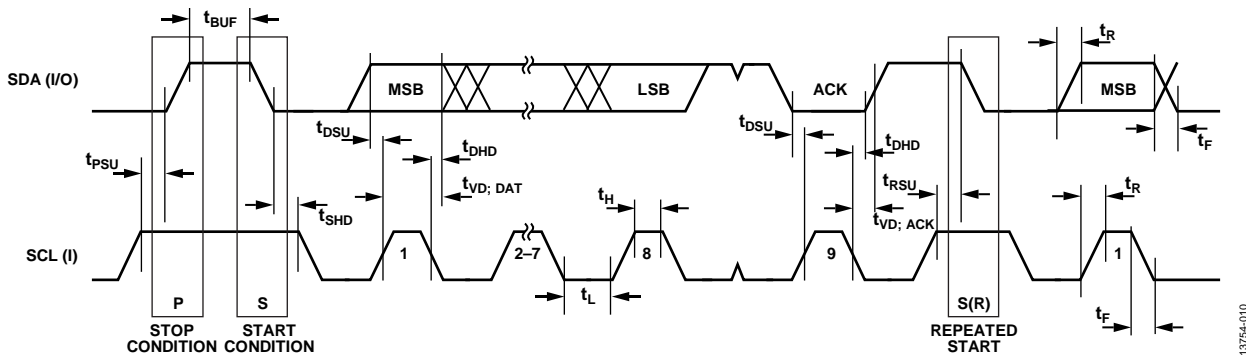 tBUF
tR
SDA (I/O)
MSB
LSB
ACK
MSB
tDSU
tDHD
tDSU
tDHD
tF
tPSU
tVD; DAT
tRSU
tR
tSHD
tH
tVD; ACK
SCL (I)
1
2–7
8
9
1
P
S
tL
S(R)
tF
STOP
CONDITION
START
CONDITION
REPEATED
START
13754-010